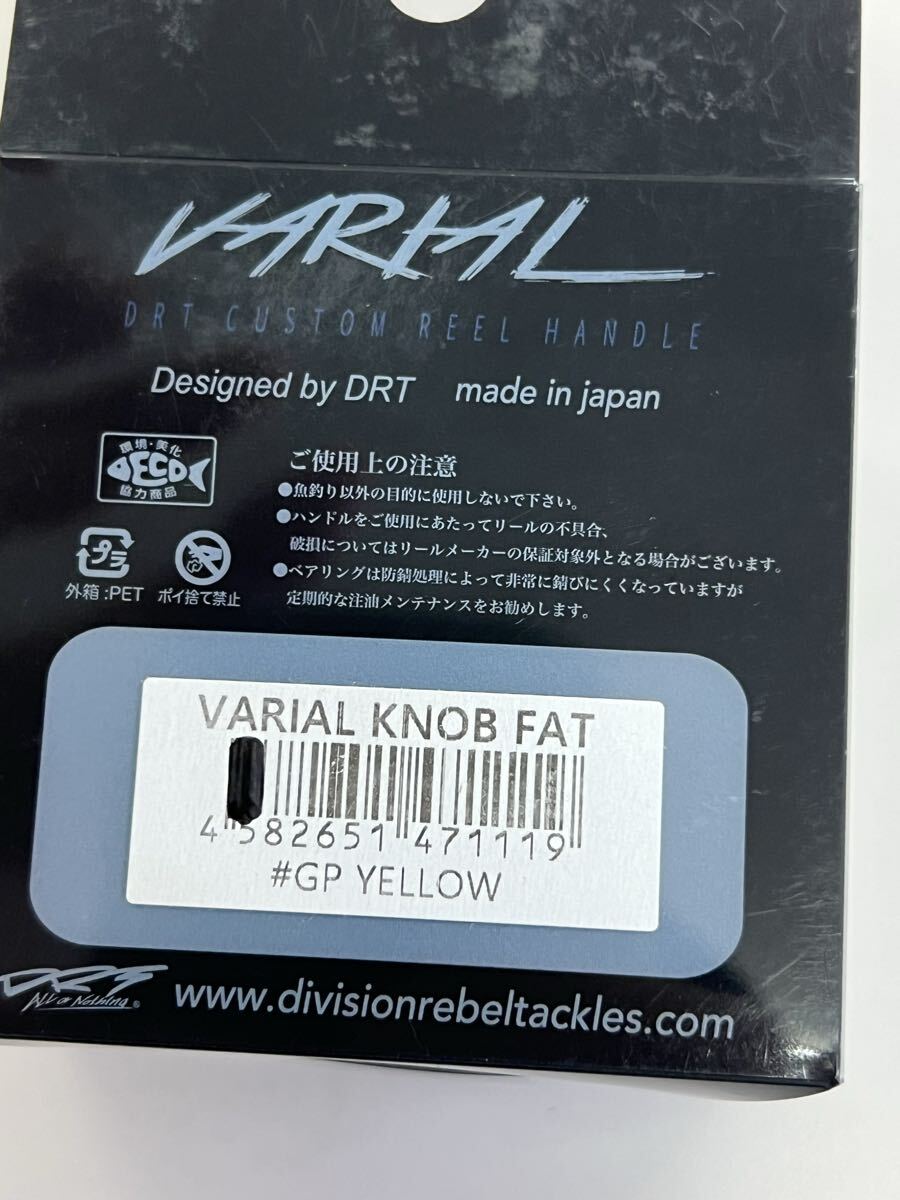 VARIAL
DRT CUSTOM REEL HANDLE
Designed by DRT made in japan
環境・美化
ECO
協力商品
プラ
外箱:PET ポイ捨て禁止
ご使用上の注意
●魚釣り以外の目的に使用しないで下さい。
●ハンドルをご使用にあたってリールの不具合、
破損についてはリールメーカーの保証対象外となる場合がございます。
●ベアリングは防錆処理によって非常に錆びにくくなっていますが
定期的な注油メンテナンスをお勧めします。
VARIAL KNOB FAT
4 582651 471119
#GP YELLOW
DRT
All or Nothing®
www.divisionrebeltackles.com